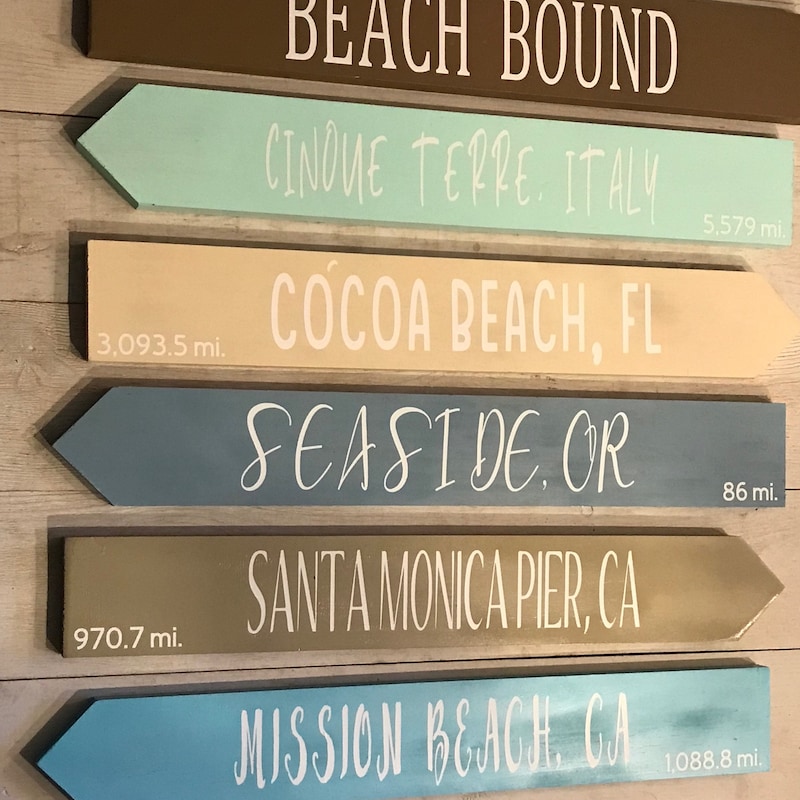 BEACH BOUND
CINQUE TERRE, ITALY
5,579 mi.
COCOA BEACH, FL
3,093.5 mi.
SEASIDE, OR
86 mi.
SANTA MONICA PIER, CA
970.7 mi.
MISSION BEACH, CA
1,088.8 mi.